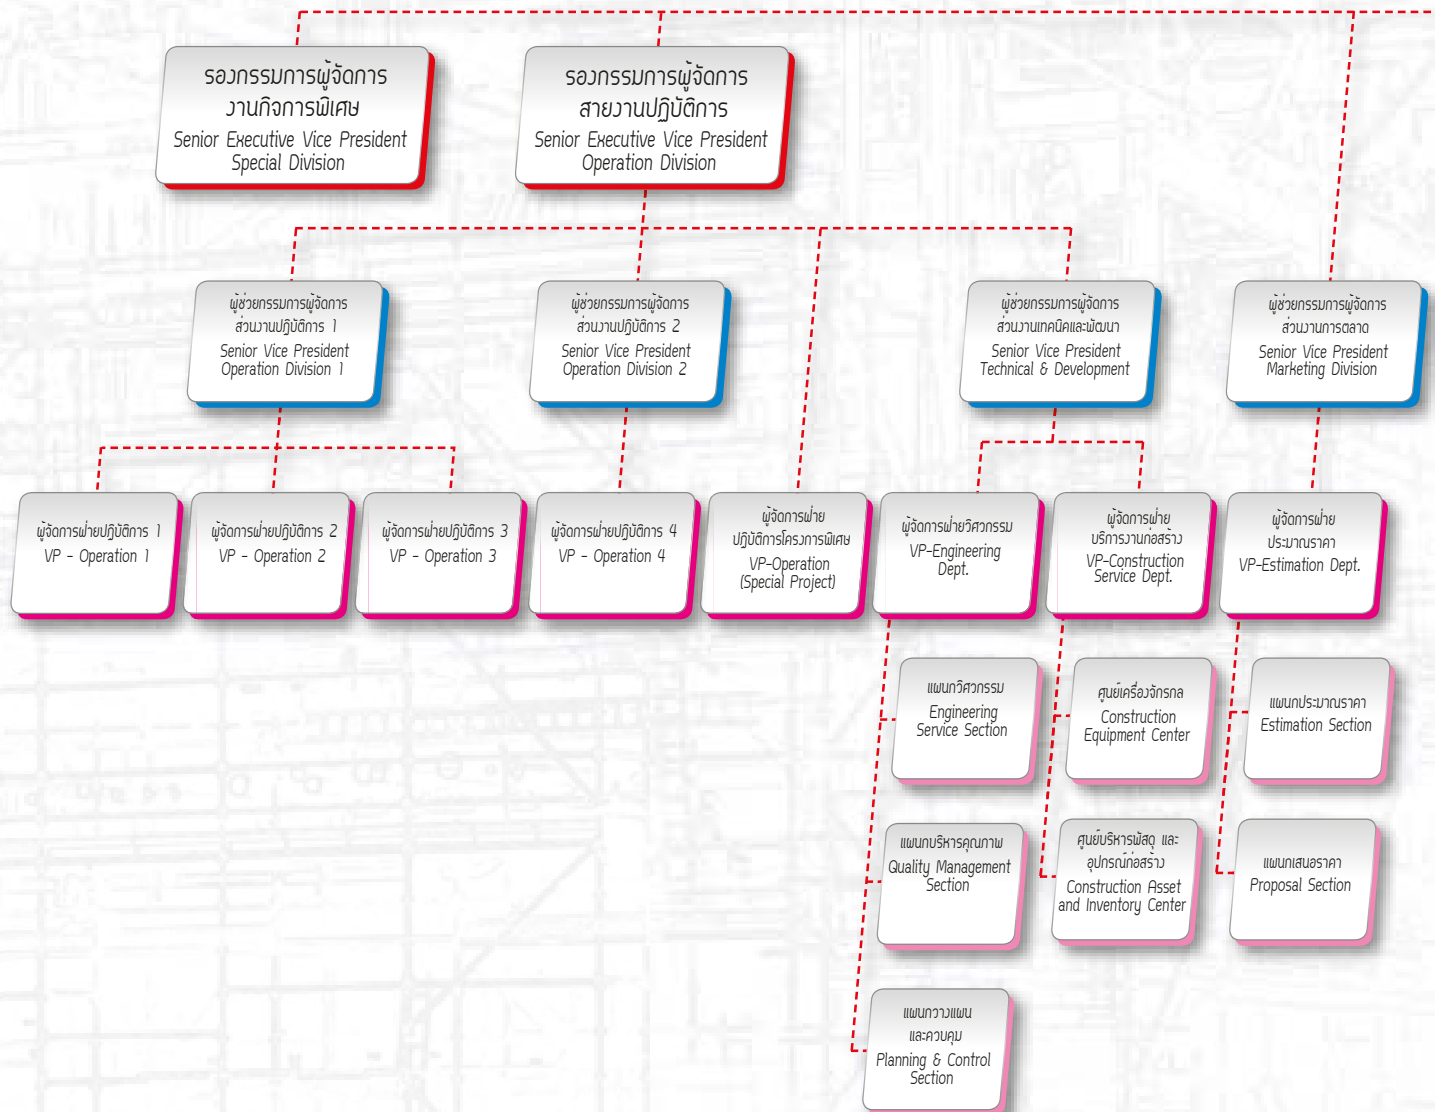 รองกรรมการผู้จัดการ
งานกิจการพิเศษ
Senior Executive Vice President
Special Division
รองกรรมการผู้จัดการ
สายงานปฏิบัติการ
Senior Executive Vice President
Operation Division
ผู้ช่วยกรรมการผู้จัดการ
ส่วนงานปฏิบัติการ 1
Senior Vice President
Operation Division 1
ผู้ช่วยกรรมการผู้จัดการ
ส่วนงานปฏิบัติการ 2
Senior Vice President
Operation Division 2
ผู้ช่วยกรรมการผู้จัดการ
ส่วนงานเทคนิคและพัฒนา
Senior Vice President
Technical & Development
ผู้ช่วยกรรมการผู้จัดการ
ส่วนงานการตลาด
Senior Vice President
Marketing Division
ผู้จัดการฝ่ายปฏิบัติการ 1
VP - Operation 1
ผู้จัดการฝ่ายปฏิบัติการ 2
VP - Operation 2
ผู้จัดการฝ่ายปฏิบัติการ 3
VP - Operation 3
ผู้จัดการฝ่ายปฏิบัติการ 4
VP - Operation 4
ผู้จัดการฝ่าย
ปฏิบัติการโครงการพิเศษ
VP-Operation
(Special Project)
ผู้จัดการฝ่ายวิศวกรรม
VP-Engineering
Dept.
ผู้จัดการฝ่าย
บริการงานก่อสร้าง
VP-Construction
Service Dept.
ผู้จัดการฝ่าย
ประมาณราคา
VP-Estimation Dept.
แผนกวิศวกรรม
Engineering
Service Section
ศูนย์เครื่องจักรกล
Construction
Equipment Center
แผนกประมาณราคา
Estimation Section
แผนกบริหารคุณภาพ
Quality Management
Section
ศูนย์บริหารพัสดุ และ
อุปกรณ์ก่อสร้าง
Construction Asset
and Inventory Center
แผนกเสนอราคา
Proposal Section
แผนกวางแผน
และควบคุม
Planning & Control
Section